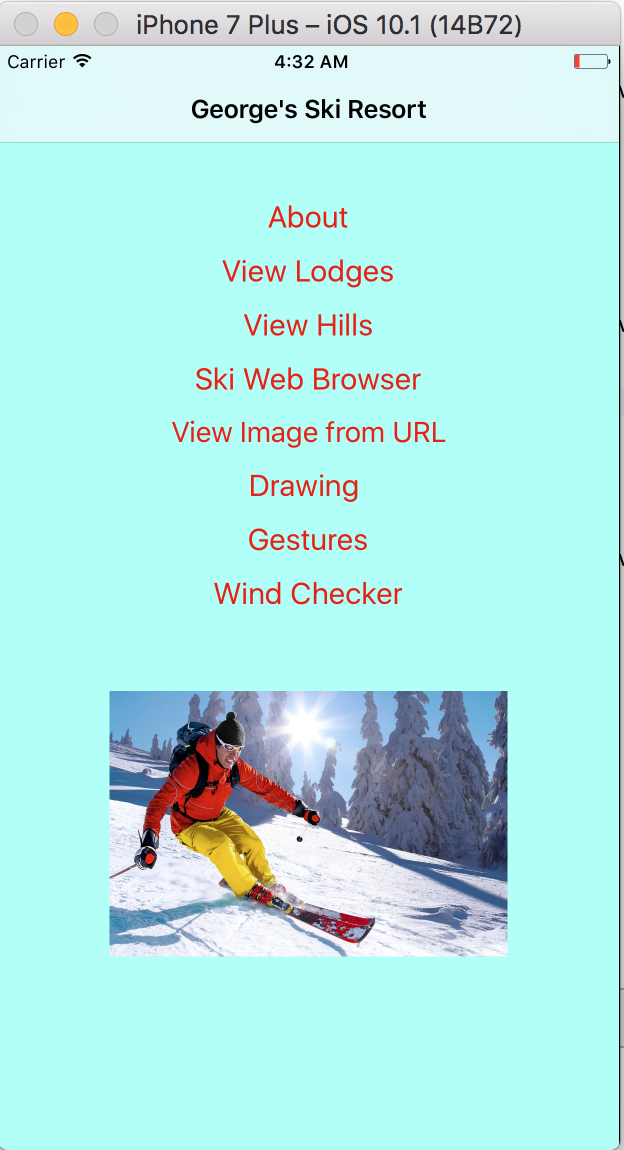 iPhone 7 Plus – iOS 10.1 (14B72)
Carrier 4:32 AM
George's Ski Resort
About
View Lodges
View Hills
Ski Web Browser
View Image from URL
Drawing
Gestures
Wind Checker